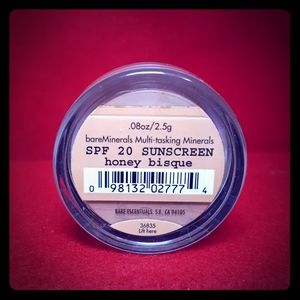 .08oz/2.5g
bareMinerals Multi-tasking Minerals
SPF 20 SUNSCREEN
honey bisque
0 98132 02777 4
BARE ESCENTUALS, S.F., CA 94105
36835
Lift here